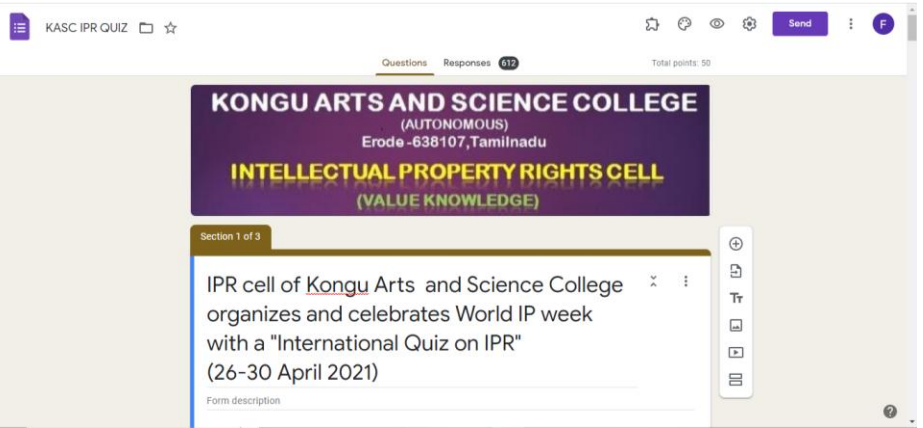 KASC IPR QUIZ
Send
F
Questions Responses 612
Total points: 50
KONGU ARTS AND SCIENCE COLLEGE
(AUTONOMOUS)
Erode -638107,Tamilnadu
INTELLECTUAL PROPERTY RIGHTS CELL
(VALUE KNOWLEDGE)
Section 1 of 3
IPR cell of Kongu Arts and Science College
organizes and celebrates World IP week
with a "International Quiz on IPR"
(26-30 April 2021)
Form description